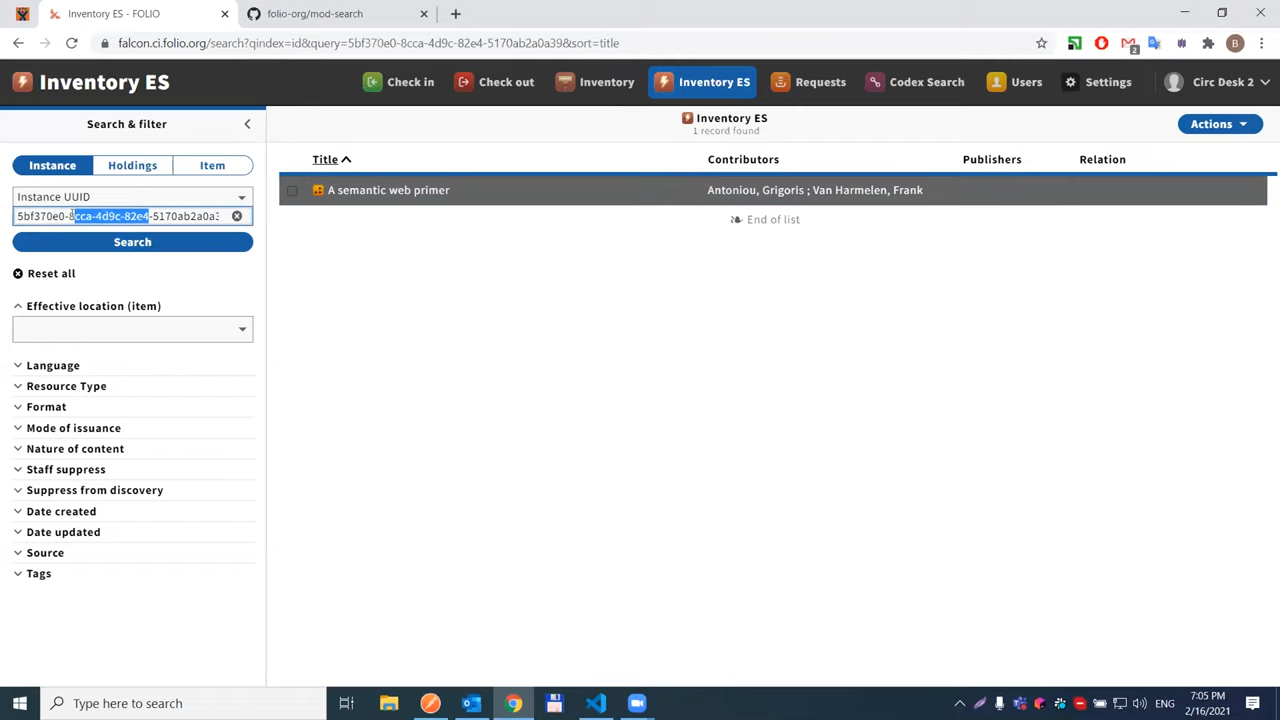 Inventory ES - FOLIO
folio-org/mod-search
falcon.ci.folio.org/search?qindex=id&query=5bf370e0-8cca-4d9c-82e4-5170ab2a0a39&sort=title
2
B
Inventory ES
Check in
Check out
Inventory
Inventory ES
Requests
Codex Search
Users
Settings
Circ Desk 2
Search & filter
Inventory ES
1 record found
Actions
Instance
Holdings
Item
Title
Contributors
Publishers
Relation
Instance UUID
A semantic web primer
Antoniou, Grigoris ; Van Harmelen, Frank
5bf370e0-8cca-4d9c-82e4-5170ab2a0a3
End of list
Search
Reset all
Effective location (item)
Language
Resource Type
Format
Mode of issuance
Nature of content
Staff suppress
Suppress from discovery
Date created
Date updated
Source
Tags
Type here to search
ENG
7:05 PM
2/16/2021